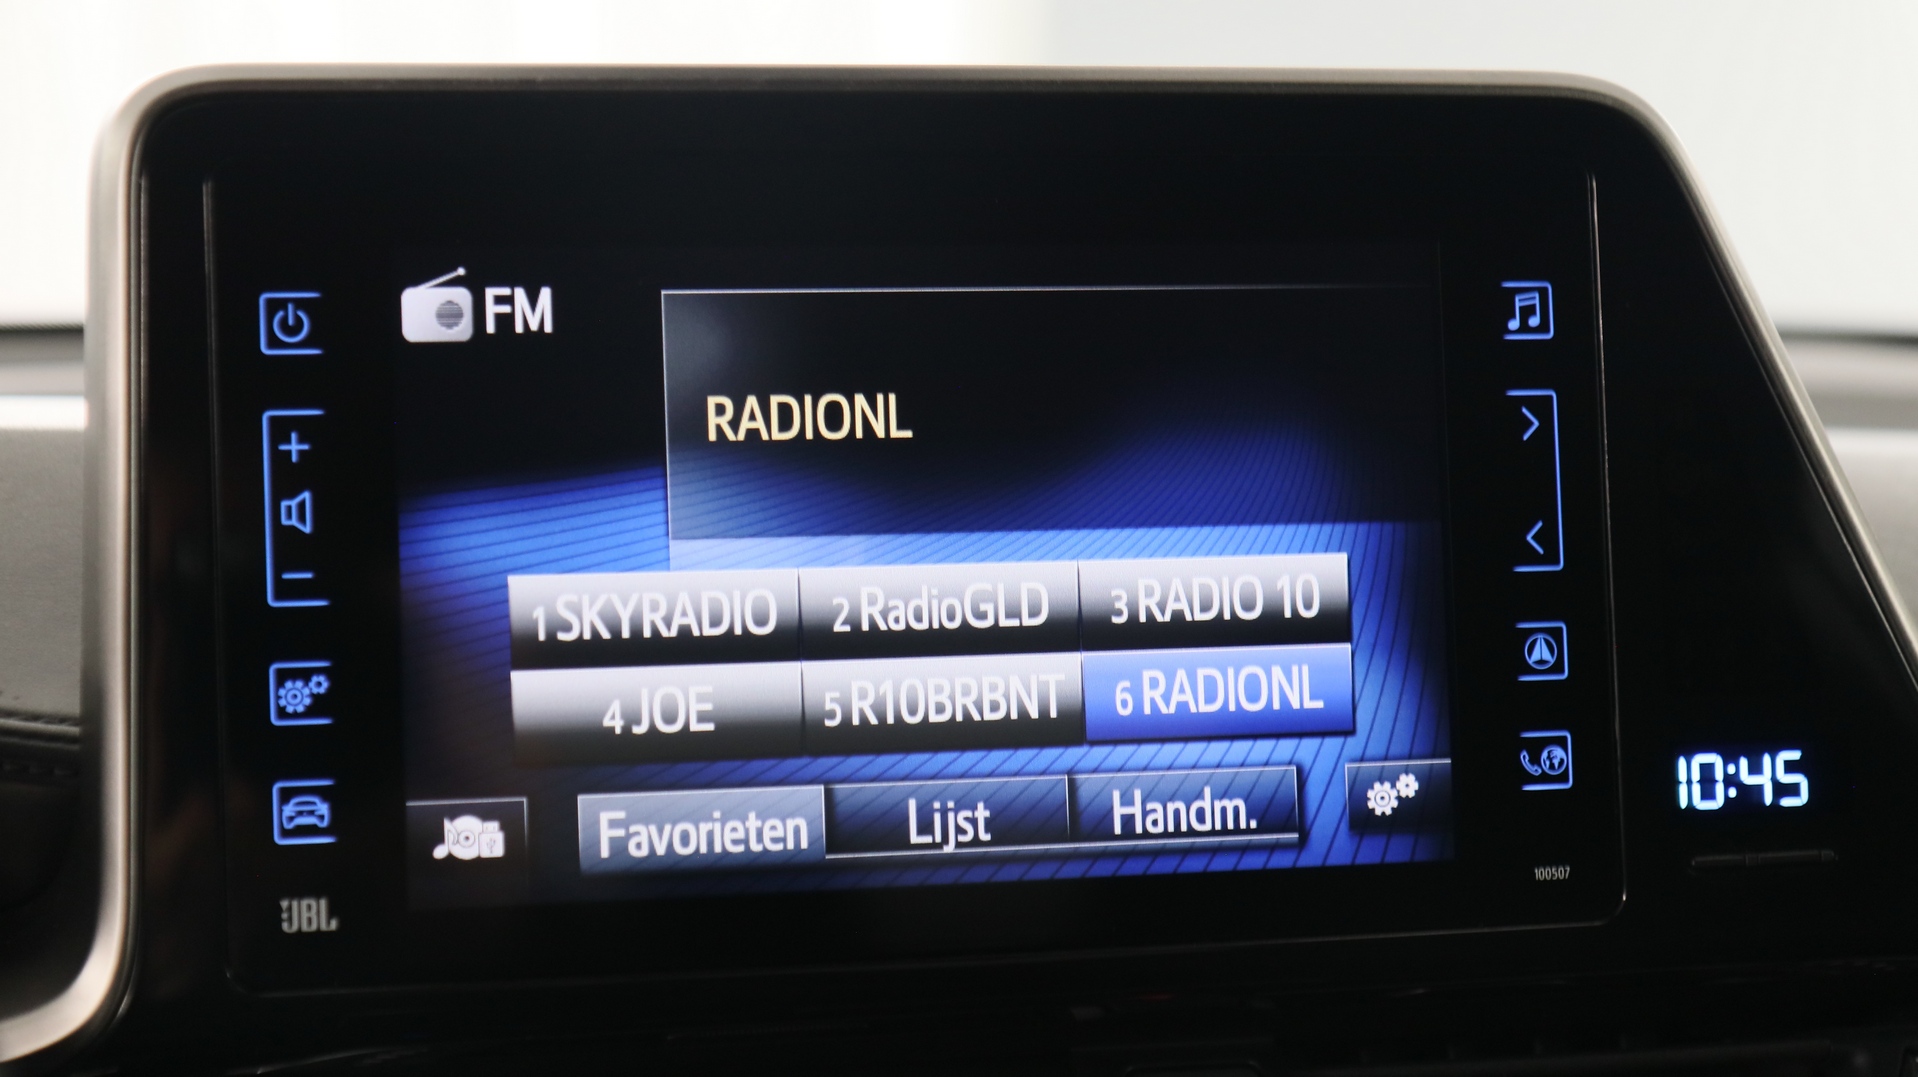 FM
RADIONL
1 SKYRADIO 2 RadioGLD 3 RADIO 10
4 JOE 5 R10BRBNT 6 RADIONL
Favorieten Lijst Handm.
10:45
100507
JBL